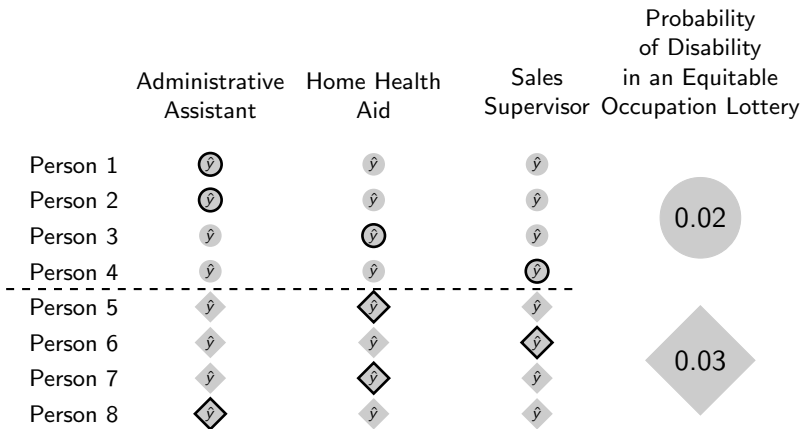 Probability
of Disability
in an Equitable
Occupation Lottery
Administrative
Assistant
Home Health
Aid
Sales
Supervisor
Person 1 ŷ ŷ ŷ
Person 2 ŷ ŷ ŷ
Person 3 ŷ ŷ ŷ
Person 4 ŷ ŷ ŷ
0.02
Person 5 ŷ ŷ ŷ
Person 6 ŷ ŷ ŷ
Person 7 ŷ ŷ ŷ
Person 8 ŷ ŷ ŷ
0.03